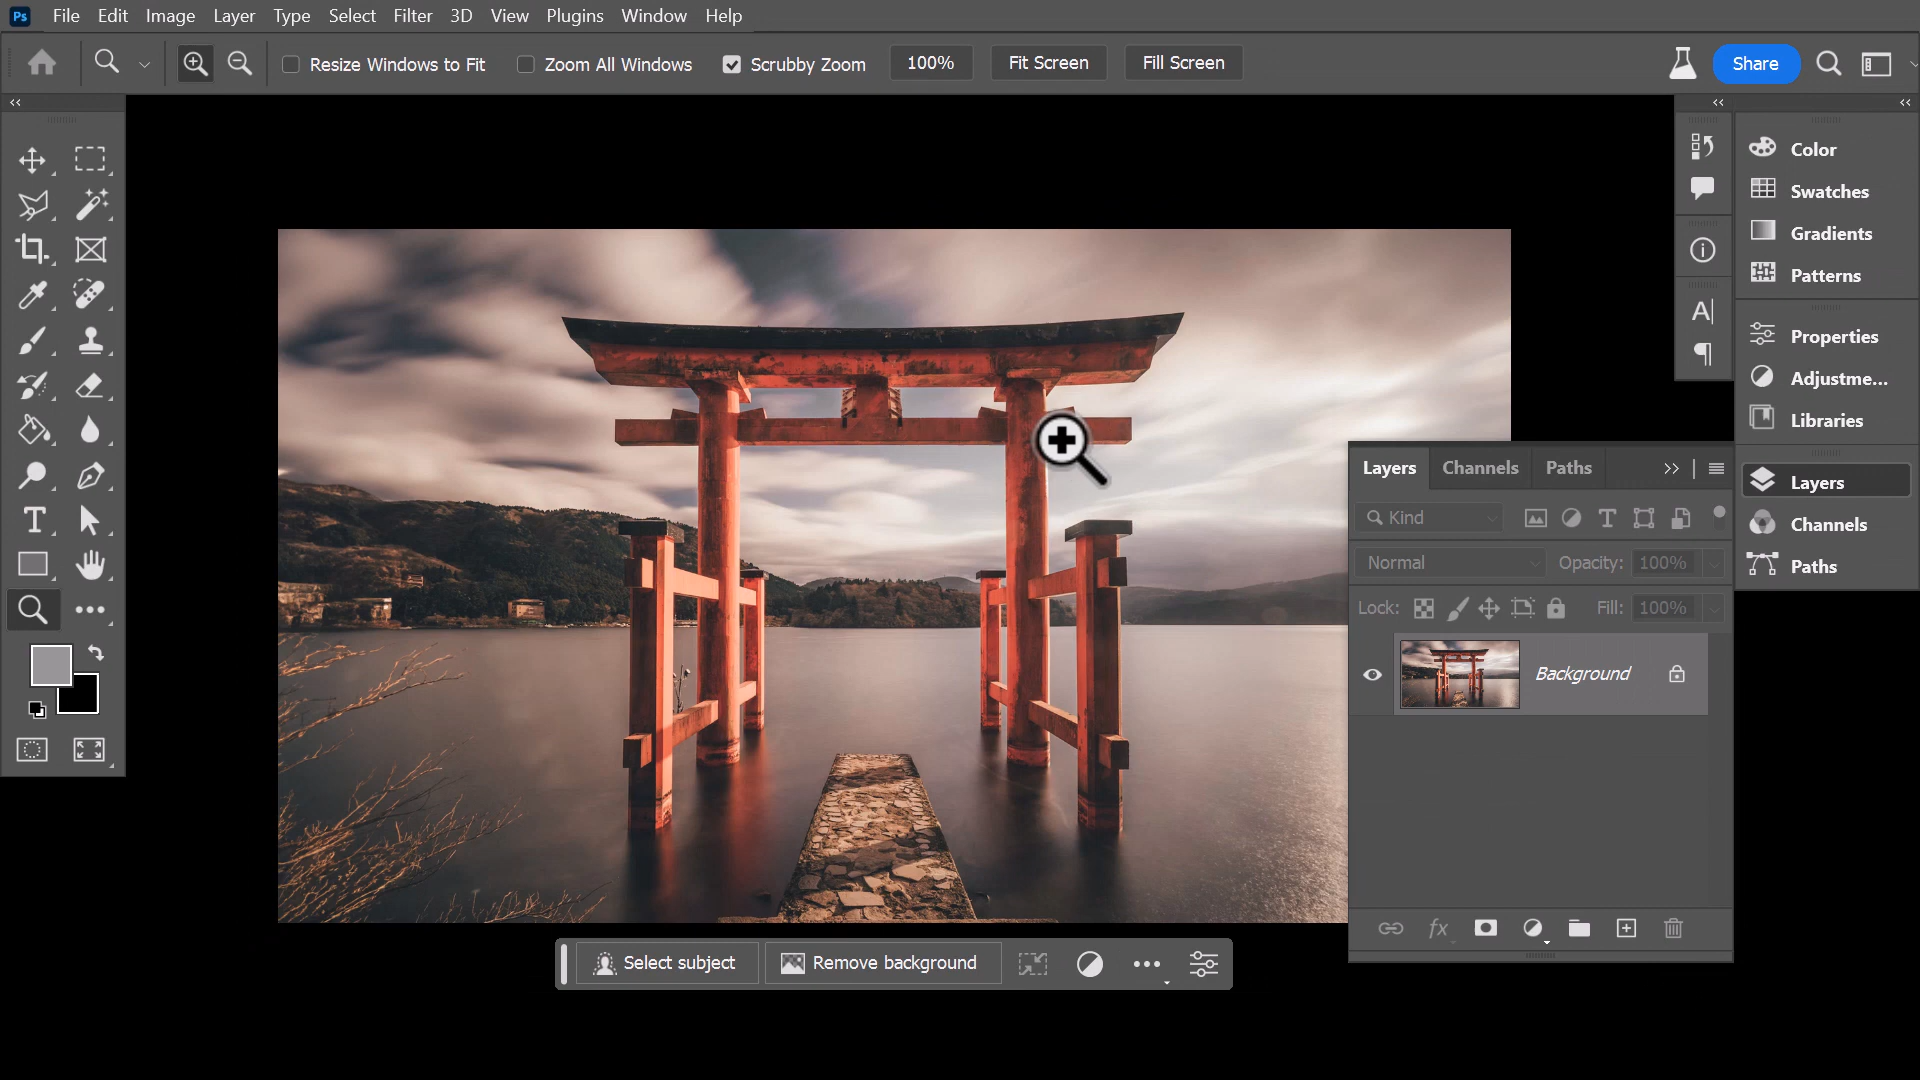 Ps File Edit Image Layer Type Select Filter 3D View Plugins Window Help
Resize Windows to Fit Zoom All Windows Scrubby Zoom 100% Fit Screen Fill Screen Share
Color
Swatches
Gradients
Patterns
Properties
Adjustme...
Libraries
Layers
Channels
Paths
Layers Channels Paths
Kind
Normal Opacity: 100%
Lock: Fill: 100%
Background
Select subject Remove background